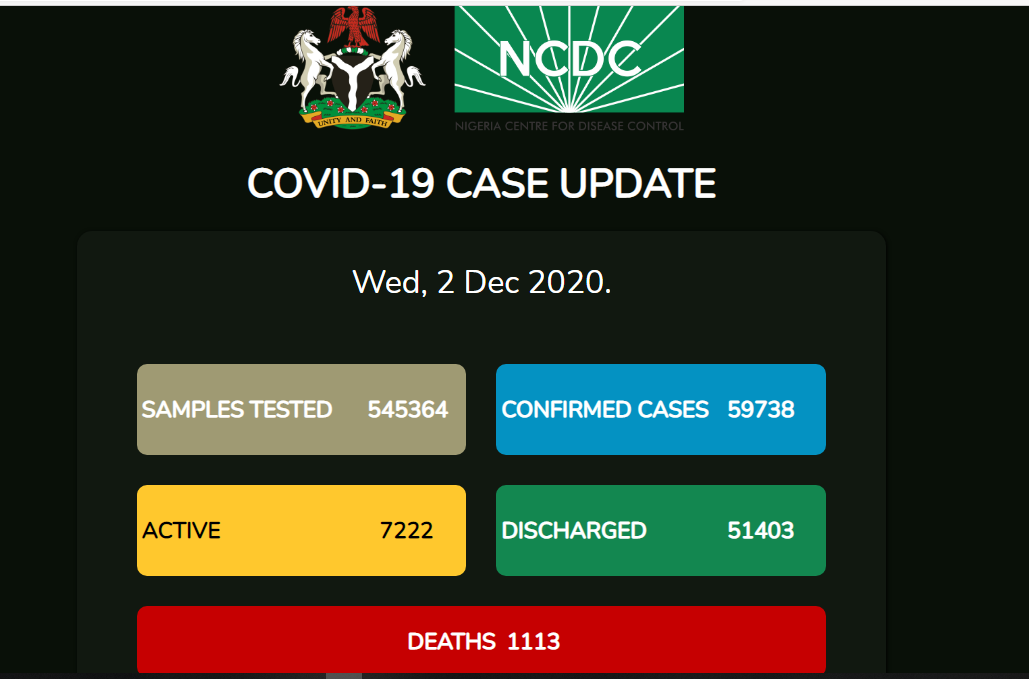 UNITY AND FAITH
NCDC
NIGERIA CENTRE FOR DISEASE CONTROL
COVID-19 CASE UPDATE
Wed, 2 Dec 2020.
SAMPLES TESTED 545364
CONFIRMED CASES 59738
ACTIVE 7222
DISCHARGED 51403
DEATHS 1113